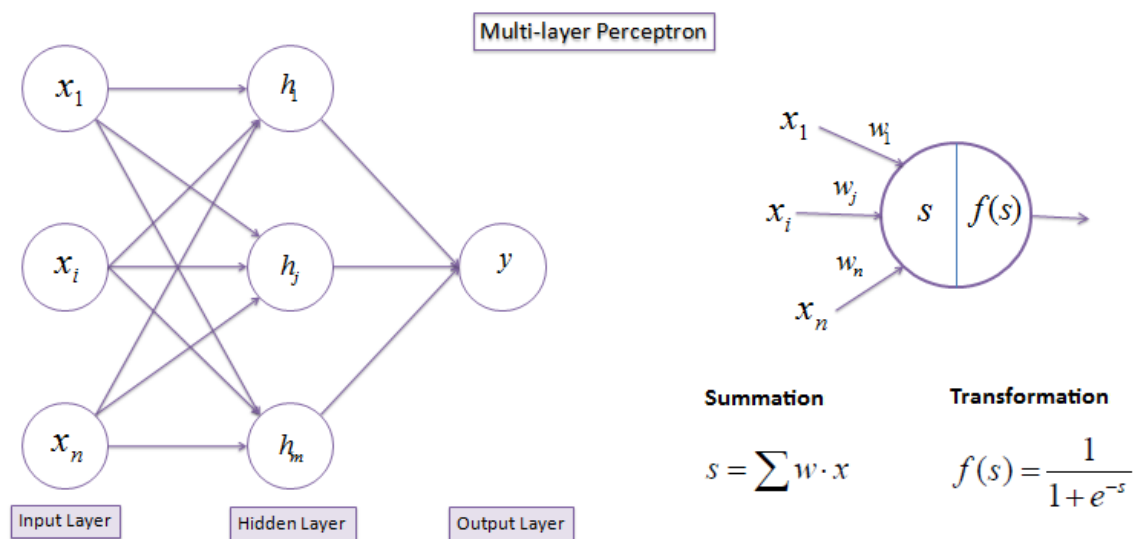 Multi-layer Perceptron
x₁
h₁
xᵢ
hⱼ
y
xₙ
hₘ
Input Layer
Hidden Layer
Output Layer
x₁
w₁
xᵢ
wⱼ
s
f(s)
wₙ
xₙ
Summation
Transformation
s = ∑ w · x
f(s) = 1 / (1 + e⁻ˢ)